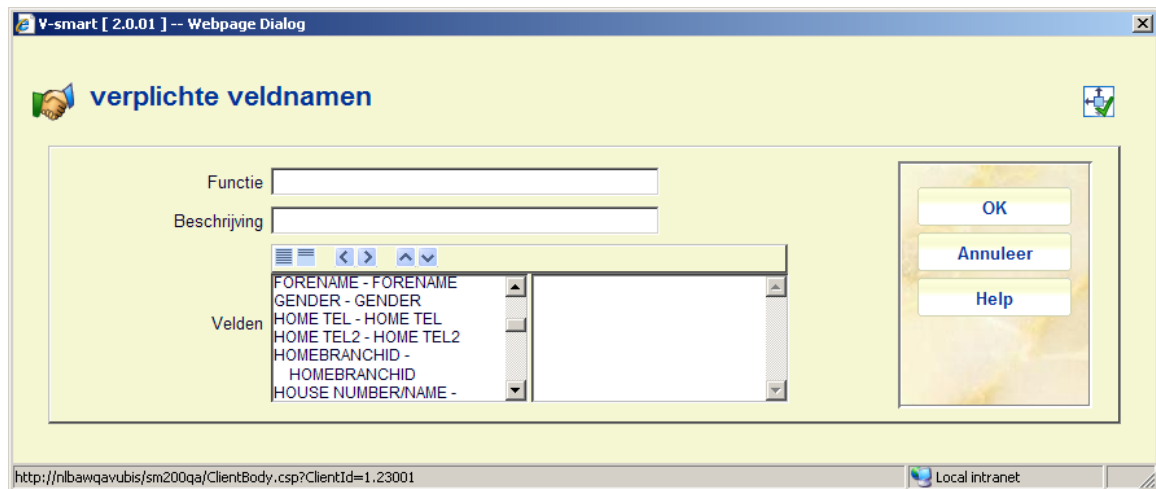 V-smart [ 2.0.01 ] -- Webpage Dialog
verplichte veldnamen
Functie
Beschrijving
Velden
FORENAME - FORENAME
GENDER - GENDER
HOME TEL - HOME TEL
HOME TEL2 - HOME TEL2
HOMEBRANCHID -
HOMEBRANCHID
HOUSE NUMBER/NAME -
OK
Annuleer
Help
http://nlbawqavubis/sm200qa/ClientBody.csp?ClientId=1.23001
Local intranet